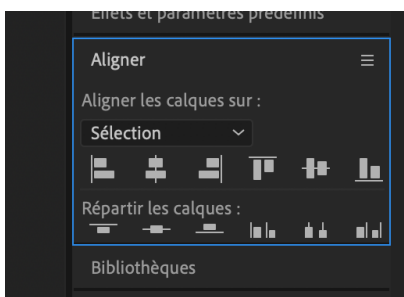 Effets et paramètres prédéfinis
Aligner
Aligner les calques sur :
Sélection
Répartir les calques :
Bibliothèques